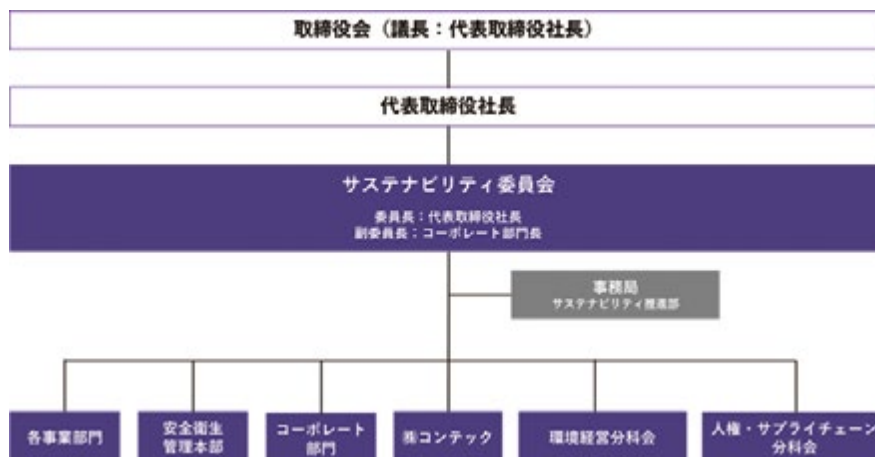 取締役会（議長：代表取締役社長）
代表取締役社長
サステナビリティ委員会
委員長：代表取締役社長
副委員長：コーポレート部門長
事務局
サステナビリティ推進部
各事業部門
安全衛生
管理本部
コーポレート
部門
㈱コンテック
環境経営分科会
人権・サプライチェーン
分科会